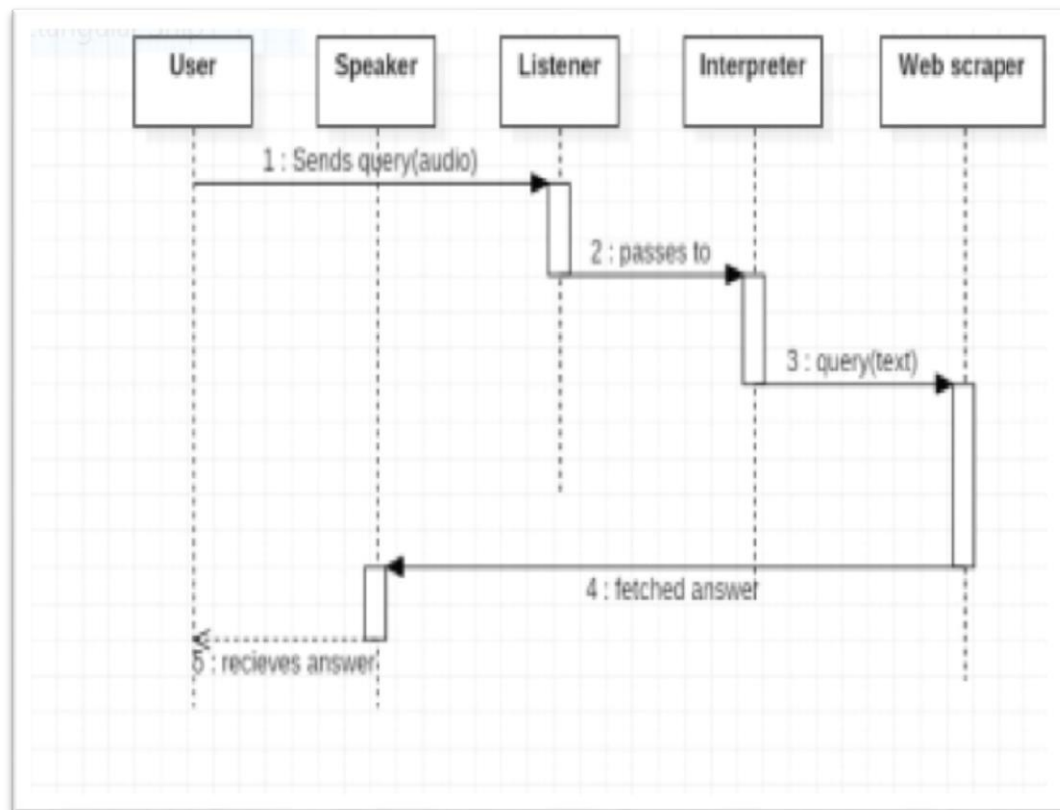 User
Speaker
Listener
Interpreter
Web scraper
1 : Sends query(audio)
2 : passes to
3 : query(text)
4 : fetched answer
5 : recieves answer